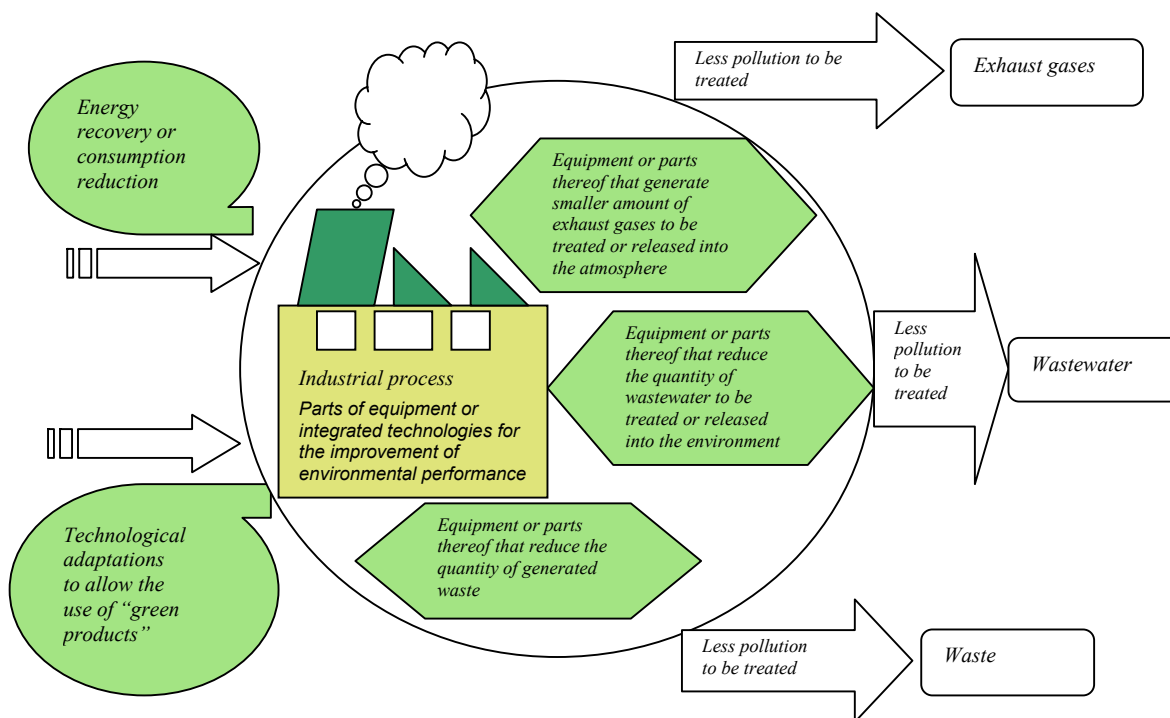 Less pollution to be
treated
Exhaust gases
Energy
recovery or
consumption
reduction
Equipment or parts
thereof that generate
smaller amount of
exhaust gases to be
treated or released into
the atmosphere
Industrial process
Parts of equipment or
integrated technologies for
the improvement of
environmental performance
Equipment or parts
thereof that reduce
the quantity of
wastewater to be
treated or released
into the environment
Less
pollution
to be
treated
Wastewater
Technological
adaptations
to allow the
use of “green
products”
Equipment or parts
thereof that reduce the
quantity of generated
waste
Less pollution
to be treated
Waste